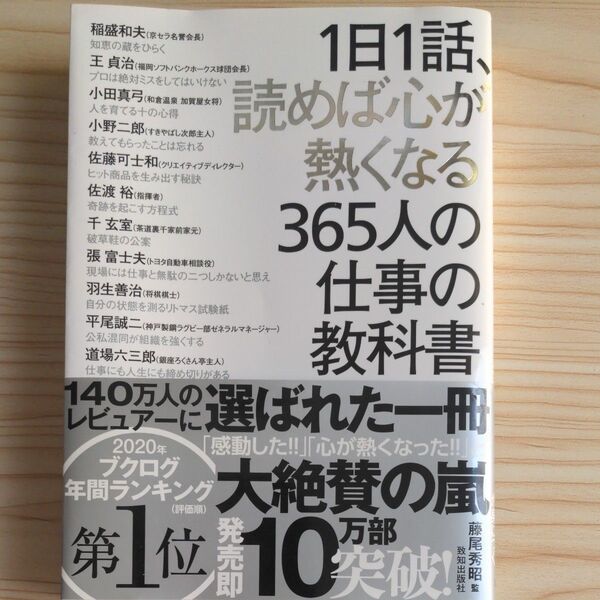 1日1話、
読めば心が
熱くなる
365人の
仕事の
教科書
稲盛和夫(京セラ名誉会長)
知恵の蔵をひらく
王 貞治(福岡ソフトバンクホークス球団会長)
プロは絶対ミスをしてはいけない
小田真弓(和倉温泉 加賀屋女将)
人を育てる十の心得
小野二郎(すきやばし次郎主人)
教えてもらったことは忘れる
佐藤可士和(クリエイティブディレクター)
ヒット商品を生み出す秘訣
佐渡 裕(指揮者)
奇跡を起こす方程式
千 玄室(茶道裏千家前家元)
破草鞋の公案
張 富士夫(トヨタ自動車相談役)
現場には仕事と無駄の二つしかないと思え
羽生善治(将棋棋士)
自分の状態を測るリトマス試験紙
平尾誠二(神戸製鋼ラグビー部ゼネラルマネージャー)
公私混同が組織を強くする
道場六三郎(銀座ろくさん亭主人)
仕事にも人生にも締め切りがある
140万人の
レビュアーに選ばれた一冊
2020年
ブクログ
年間ランキング
(評価順)
第1位
「感動した!!」「心が熱くなった!!」
大絶賛の嵐
発売即
10万部
突破!
藤尾秀昭 監
致知出版社